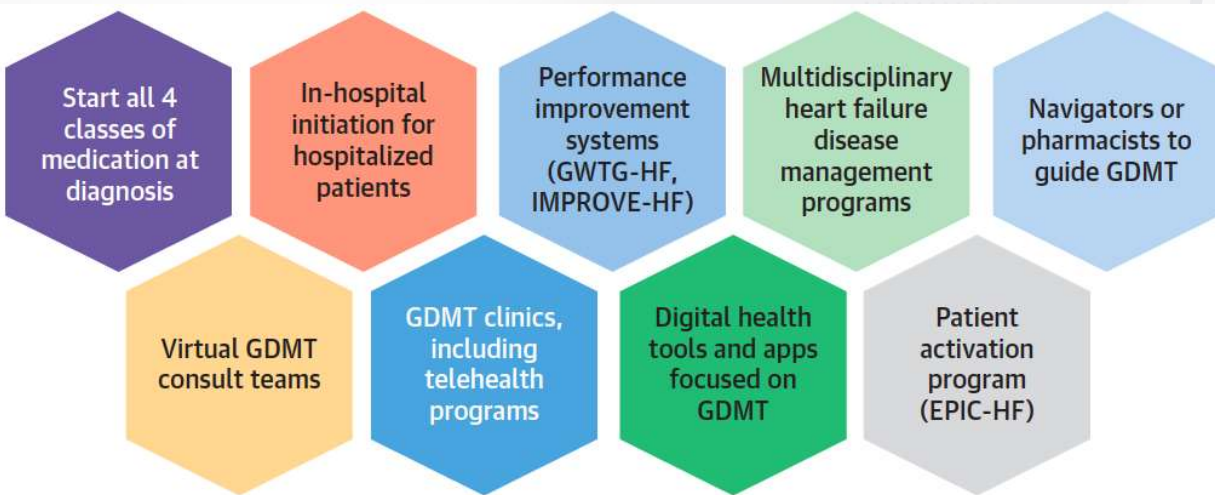 Start all 4
classes of
medication at
diagnosis
In-hospital
initiation for
hospitalized
patients
Performance
improvement
systems
(GWTG-HF,
IMPROVE-HF)
Multidisciplinary
heart failure
disease
management
programs
Navigators or
pharmacists to
guide GDMT
Virtual GDMT
consult teams
GDMT clinics,
including
telehealth
programs
Digital health
tools and apps
focused on
GDMT
Patient
activation
program
(EPIC-HF)